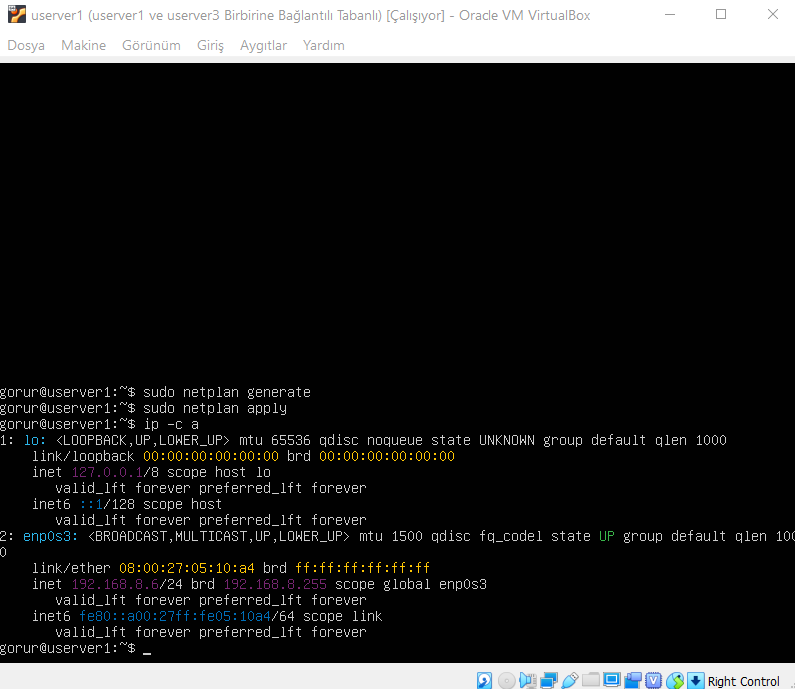 userver1 (userver1 ve userver3 Birbirine Bağlantılı Tabanlı) [Çalışıyor] - Oracle VM VirtualBox
Dosya Makine Görünüm Giriş Aygıtlar Yardım
gorur@userver1:~$ sudo netplan generate
gorur@userver1:~$ sudo netplan apply
gorur@userver1:~$ ip -c a
1: lo: <LOOPBACK,UP,LOWER_UP> mtu 65536 qdisc noqueue state UNKNOWN group default qlen 1000
link/loopback 00:00:00:00:00:00 brd 00:00:00:00:00:00
inet 127.0.0.1/8 scope host lo
valid_lft forever preferred_lft forever
inet6 ::1/128 scope host
valid_lft forever preferred_lft forever
2: enp0s3: <BROADCAST,MULTICAST,UP,LOWER_UP> mtu 1500 qdisc fq_codel state UP group default qlen 100
0
link/ether 08:00:27:05:10:a4 brd ff:ff:ff:ff:ff:ff
inet 192.168.8.6/24 brd 192.168.8.255 scope global enp0s3
valid_lft forever preferred_lft forever
inet6 fe80::a00:27ff:fe05:10a4/64 scope link
valid_lft forever preferred_lft forever
gorur@userver1:~$ _
Right Control